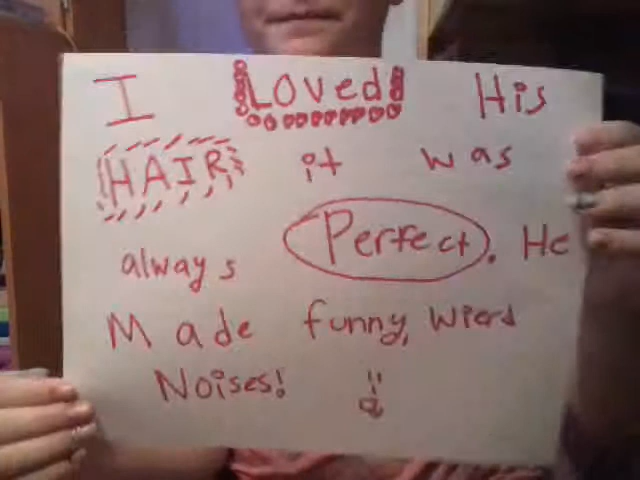 I LOVed His
HAIR it was
always Perfect. He
Made funny, wierd
Noises!